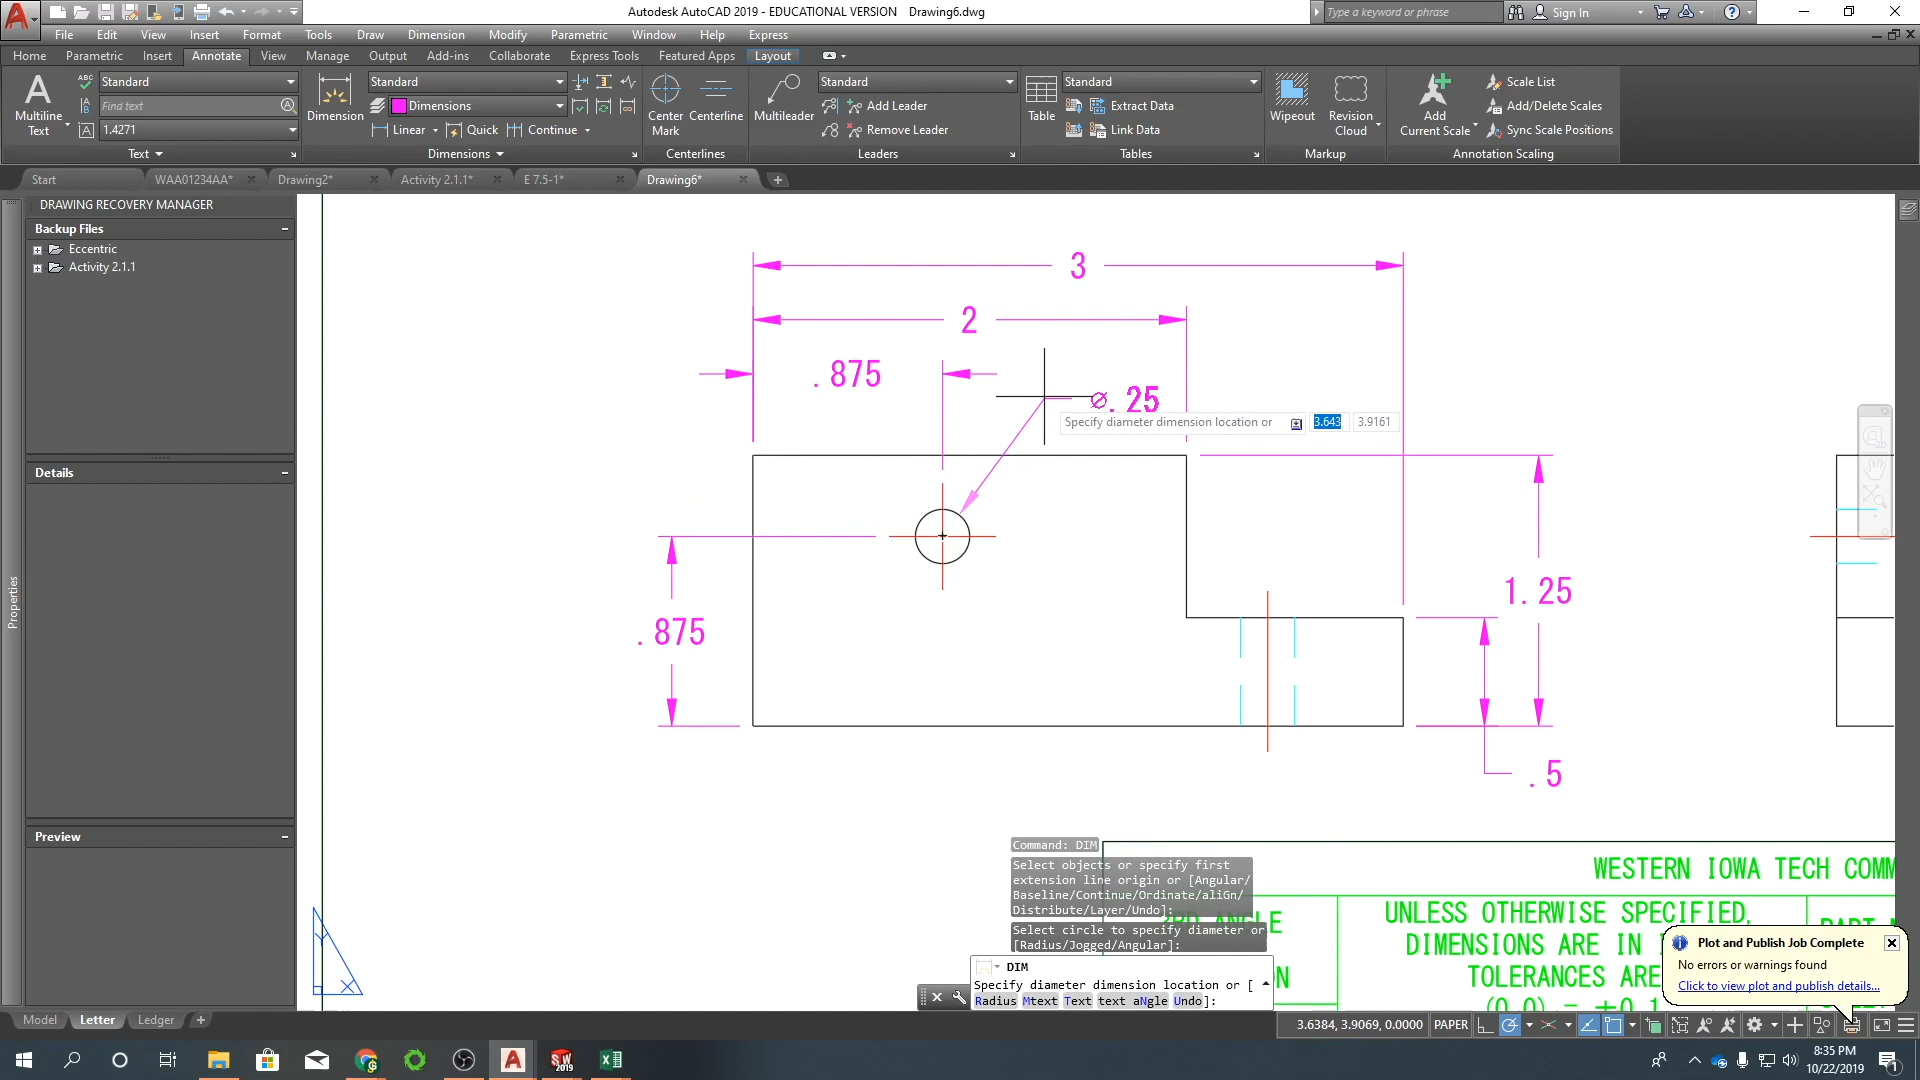 Autodesk AutoCAD 2019 - EDUCATIONAL VERSION Drawing6.dwg
Type a keyword or phrase
Sign In
File Edit View Insert Format Tools Draw Dimension Modify Parametric Window Help Express
Home Parametric Insert Annotate View Manage Output Add-ins Collaborate Express Tools Featured Apps Layout
Multiline Text
ABC Standard
Find text
1.4271
Text
Dimension
Standard
Dimensions
Linear Quick Continue
Dimensions
Center Mark
Centerline
Centerlines
Multileader
Standard
Add Leader
Remove Leader
Leaders
Table
Standard
Extract Data
Link Data
Tables
Wipeout
Revision Cloud
Markup
Add Current Scale
Scale List
Add/Delete Scales
Sync Scale Positions
Annotation Scaling
Start WAA01234AA* Drawing2* Activity 2.1.1* E 7.5-1* Drawing6*
DRAWING RECOVERY MANAGER
Backup Files
Eccentric
Activity 2.1.1
Details
Preview
Properties
3
2
.875
⌀.25
Specify diameter dimension location or 3.643 3.9161
1.25
.875
.5
WESTERN IOWA TECH COMM
UNLESS OTHERWISE SPECIFIED,
DIMENSIONS ARE IN
TOLERANCES ARE
Command: DIM
Select objects or specify first
extension line origin or [Angular/
Baseline/Continue/Ordinate/aliGn/
Distribute/Layer/Undo]:
Select circle to specify diameter or
[Radius/Jogged/Angular]:
DIM
Specify diameter dimension location or [
Radius Mtext Text text aNgle Undo]:
Plot and Publish Job Complete
No errors or warnings found
Click to view plot and publish details...
Model Letter Ledger
3.6384, 3.9069, 0.0000 PAPER
8:35 PM
10/22/2019